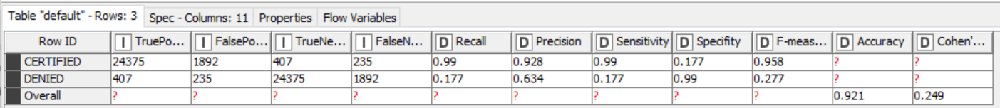 Table "default" - Rows: 3 Spec - Columns: 11 Properties Flow Variables
Row ID I TruePo... I FalsePo... I TrueNe... I FalseN... D Recall D Precision D Sensitivity D Specifity D F-meas... D Accuracy D Cohen'...
CERTIFIED 24375 1892 407 235 0.99 0.928 0.99 0.177 0.958 ? ?
DENIED 407 235 24375 1892 0.177 0.634 0.177 0.99 0.277 ? ?
Overall ? ? ? ? ? ? ? ? ? 0.921 0.249